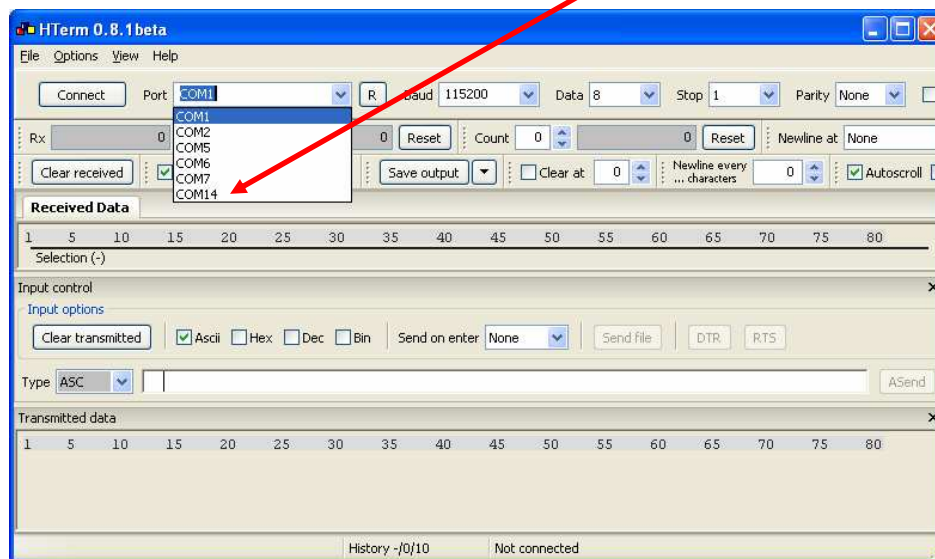 HTerm 0.8.1beta
File Options View Help
Connect Port COM1 R Baud 115200 Data 8 Stop 1 Parity None
COM1
COM2
COM5
COM6
COM7
COM14
Rx 0 0 Reset Count 0 0 Reset Newline at None
Clear received Save output Clear at 0 Newline every ... characters 0 Autoscroll
Received Data
1 5 10 15 20 25 30 35 40 45 50 55 60 65 70 75 80
Selection (-)
Input control
Input options
Clear transmitted Ascii Hex Dec Bin Send on enter None Send file DTR RTS
Type ASC ASend
Transmitted data
1 5 10 15 20 25 30 35 40 45 50 55 60 65 70 75 80
History -/0/10 Not connected